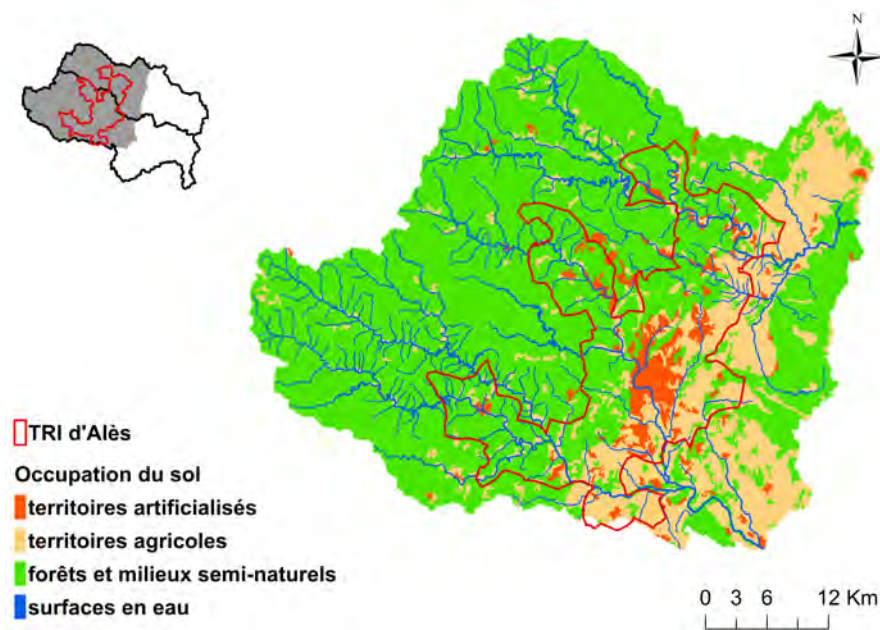 N
TRI d'Alès
Occupation du sol
territoires artificialisés
territoires agricoles
forêts et milieux semi-naturels
surfaces en eau
0 3 6 12 Km